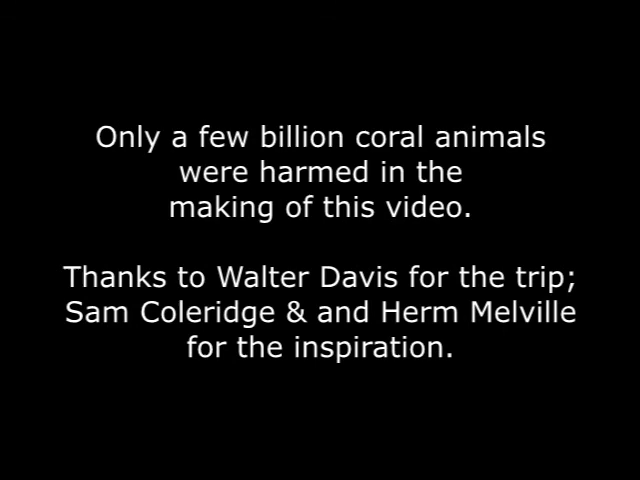 Only a few billion coral animals
were harmed in the
making of this video.
Thanks to Walter Davis for the trip;
Sam Coleridge & and Herm Melville
for the inspiration.